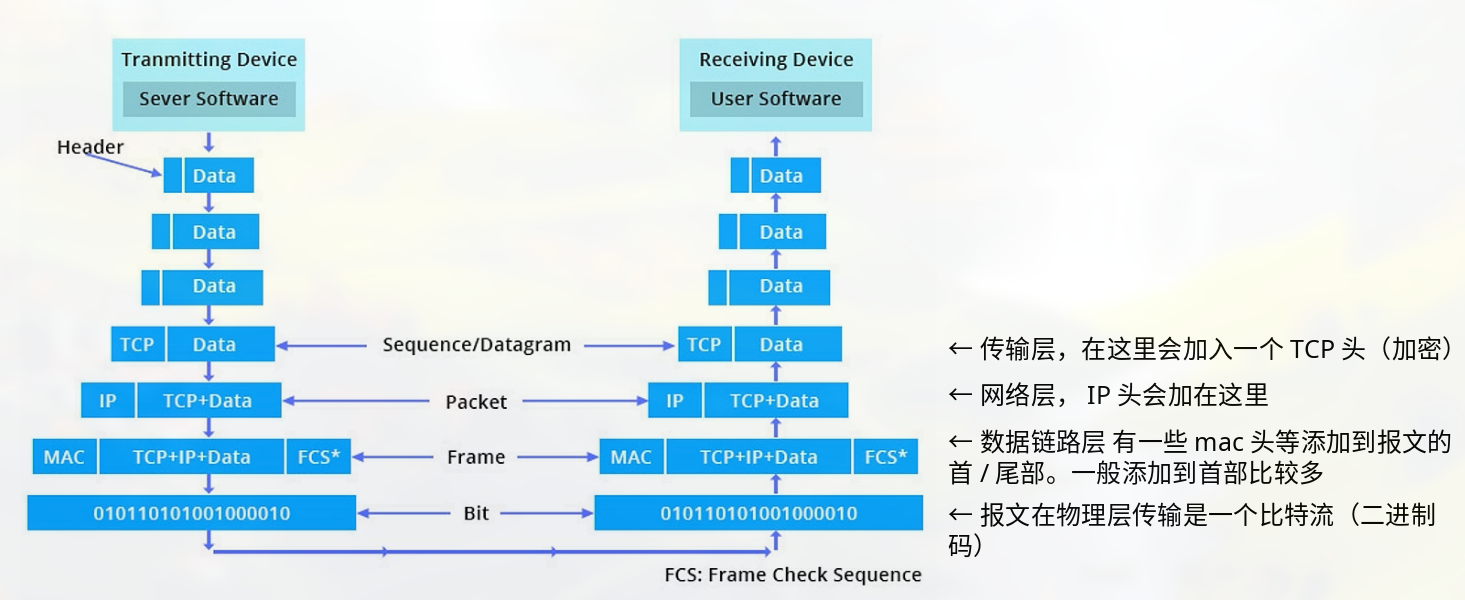 Tranmitting Device
Receiving Device
Sever Software
User Software
Header
Data
Data
Data
Data
Data
Data
TCP
Data
Sequence/Datagram
TCP
Data
← 传输层，在这里会加入一个 TCP 头（加密）
IP
TCP+Data
Packet
IP
TCP+Data
← 网络层， IP 头会加在这里
MAC
TCP+IP+Data
FCS*
Frame
MAC
TCP+IP+Data
FCS*
← 数据链路层 有一些 mac 头等添加到报文的
首 / 尾部。一般添加到首部比较多
010110101001000010
Bit
010110101001000010
← 报文在物理层传输是一个比特流（二进制
码）
FCS: Frame Check Sequence